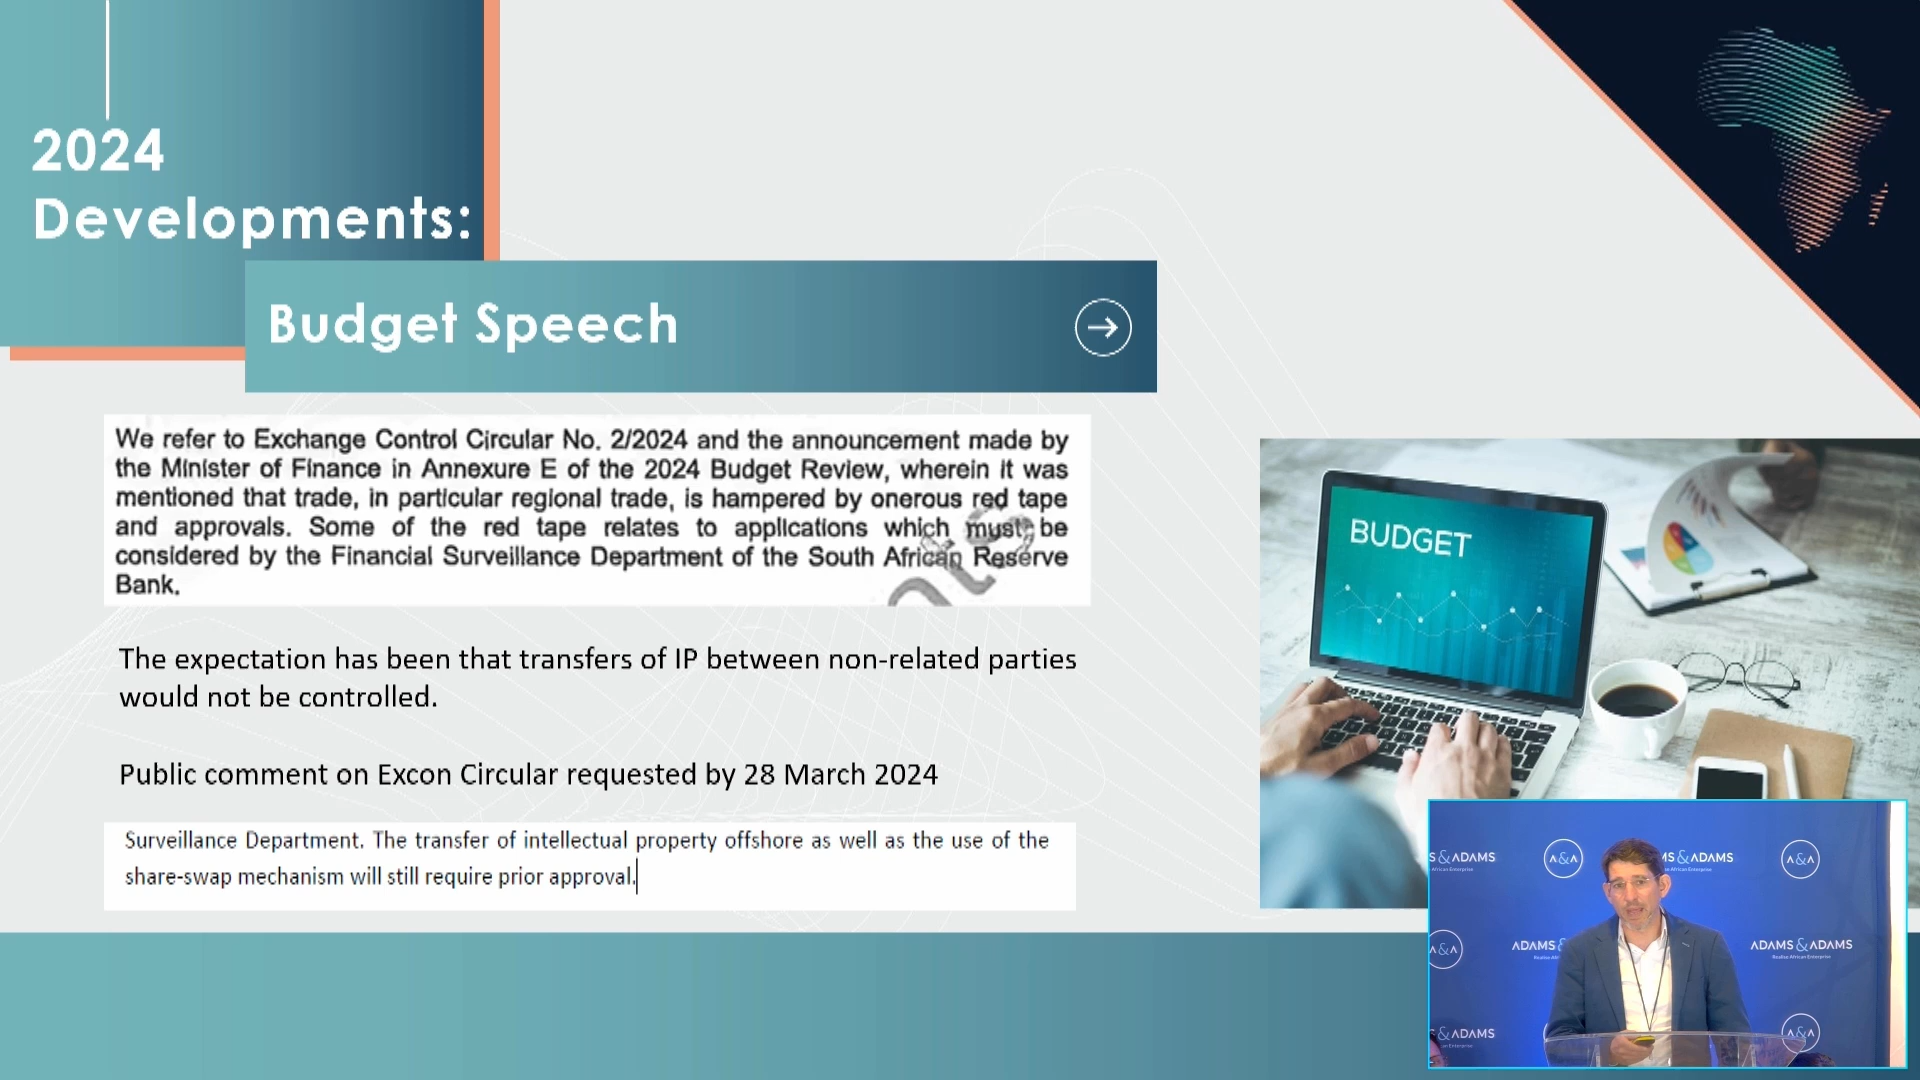 2024
Developments:
Budget Speech
We refer to Exchange Control Circular No. 2/2024 and the announcement made by
the Minister of Finance in Annexure E of the 2024 Budget Review, wherein it was
mentioned that trade, in particular regional trade, is hampered by onerous red tape
and approvals. Some of the red tape relates to applications which must be
considered by the Financial Surveillance Department of the South African Reserve
Bank.
The expectation has been that transfers of IP between non-related parties
would not be controlled.
Public comment on Excon Circular requested by 28 March 2024
Surveillance Department. The transfer of intellectual property offshore as well as the use of the
share-swap mechanism will still require prior approval.
BUDGET
S & ADAMS
A&A
MS & ADAMS
A&A
A&A
ADAMS &
ADAMS & ADAMS
Realise African Enterprise
S & ADAMS
A&A